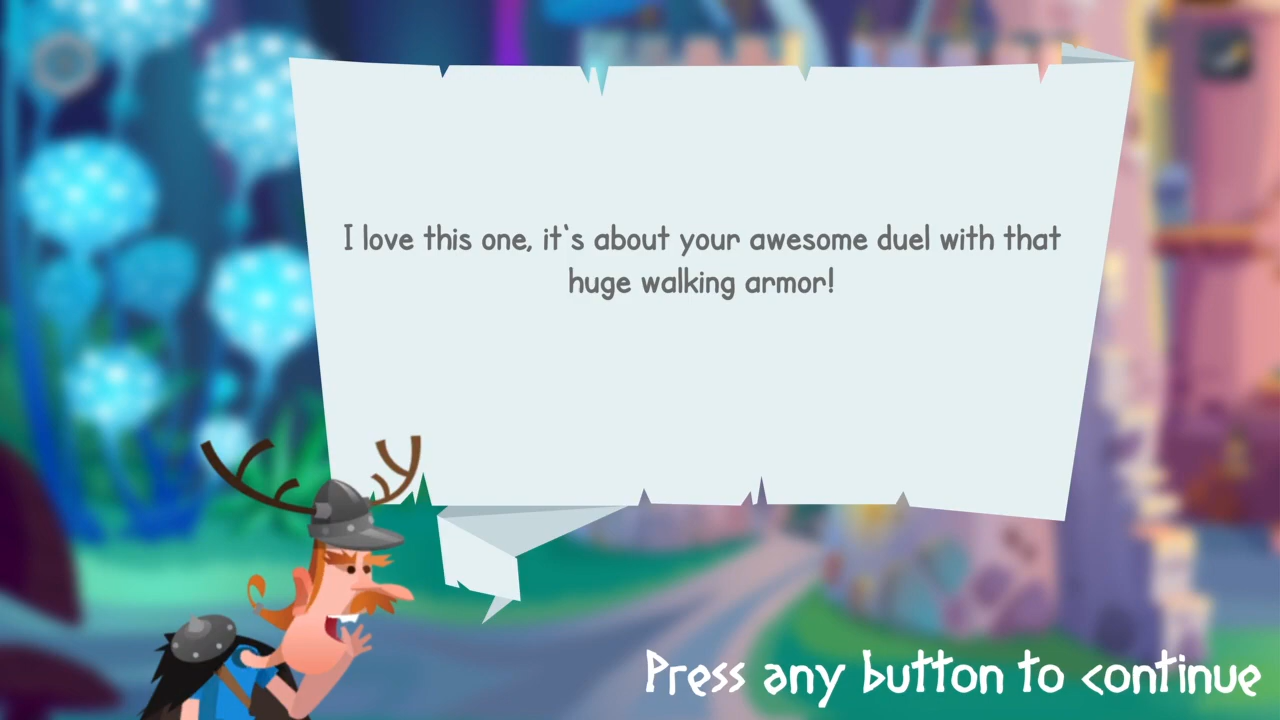 I love this one, it's about your awesome duel with that
huge walking armor!
Press any button to continue